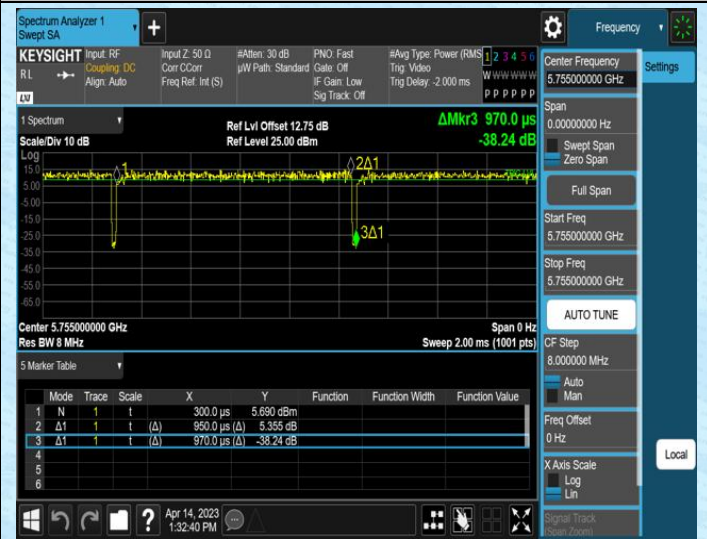 Spectrum Analyzer 1
Swept SA
Frequency
KEYSIGHT Input: RF
Coupling: DC
Align: Auto
RL
Input Z: 50 Ω
Corr CCorr
Freq Ref: Int (S)
#Atten: 30 dB
µW Path: Standard
PNO: Fast
Gate: Off
IF Gain: Low
Sig Track: Off
#Avg Type: Power (RMS
Trig: Video
Trig Delay: -2.000 ms
1 2 3 4 5 6
W W W W W W
P P P P P P
Center Frequency
5.755000000 GHz
Settings
Span
0.00000000 Hz
Swept Span
Zero Span
Full Span
Start Freq
5.755000000 GHz
Stop Freq
5.755000000 GHz
AUTO TUNE
CF Step
8.000000 MHz
Auto
Man
Freq Offset
0 Hz
X Axis Scale
Log
Lin
Signal Track
(Span Zoom)
Local
1 Spectrum
Scale/Div 10 dB
Ref Lvl Offset 12.75 dB
Ref Level 25.00 dBm
ΔMkr3 970.0 µs
-38.24 dB
Log
15.0
5.00
-5.00
-15.0
-25.0
-35.0
-45.0
-55.0
-65.0
1
2Δ1
3Δ1
Center 5.755000000 GHz
Res BW 8 MHz
Span 0 Hz
Sweep 2.00 ms (1001 pts)
5 Marker Table
Mode Trace Scale X Y Function Function Width Function Value
1 N 1 t 300.0 µs 5.690 dBm
2 Δ1 1 t (Δ) 950.0 µs (Δ) 5.355 dB
3 Δ1 1 t (Δ) 970.0 µs (Δ) -38.24 dB
4
5
6
?
Apr 14, 2023
1:32:40 PM